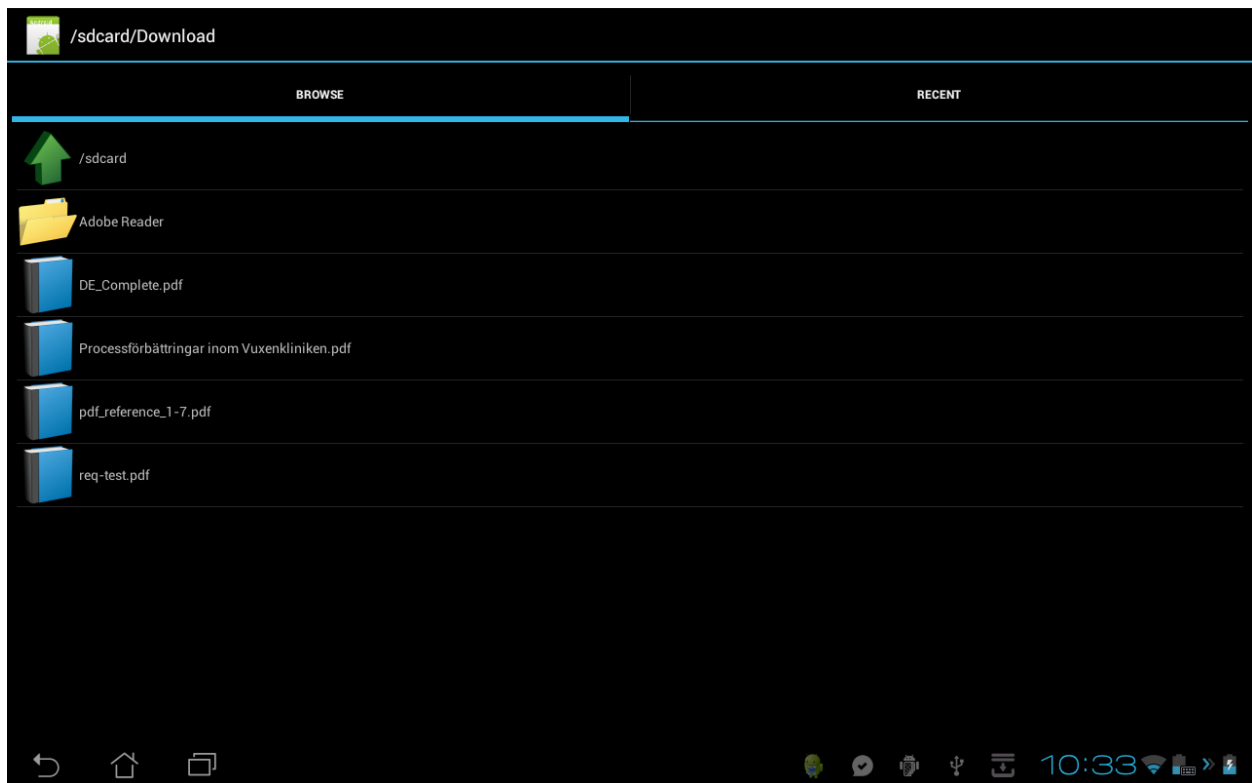 /sdcard/Download
BROWSE
RECENT
/sdcard
Adobe Reader
DE_Complete.pdf
Processförbättringar inom Vuxenkliniken.pdf
pdf_reference_1-7.pdf
req-test.pdf
10:33